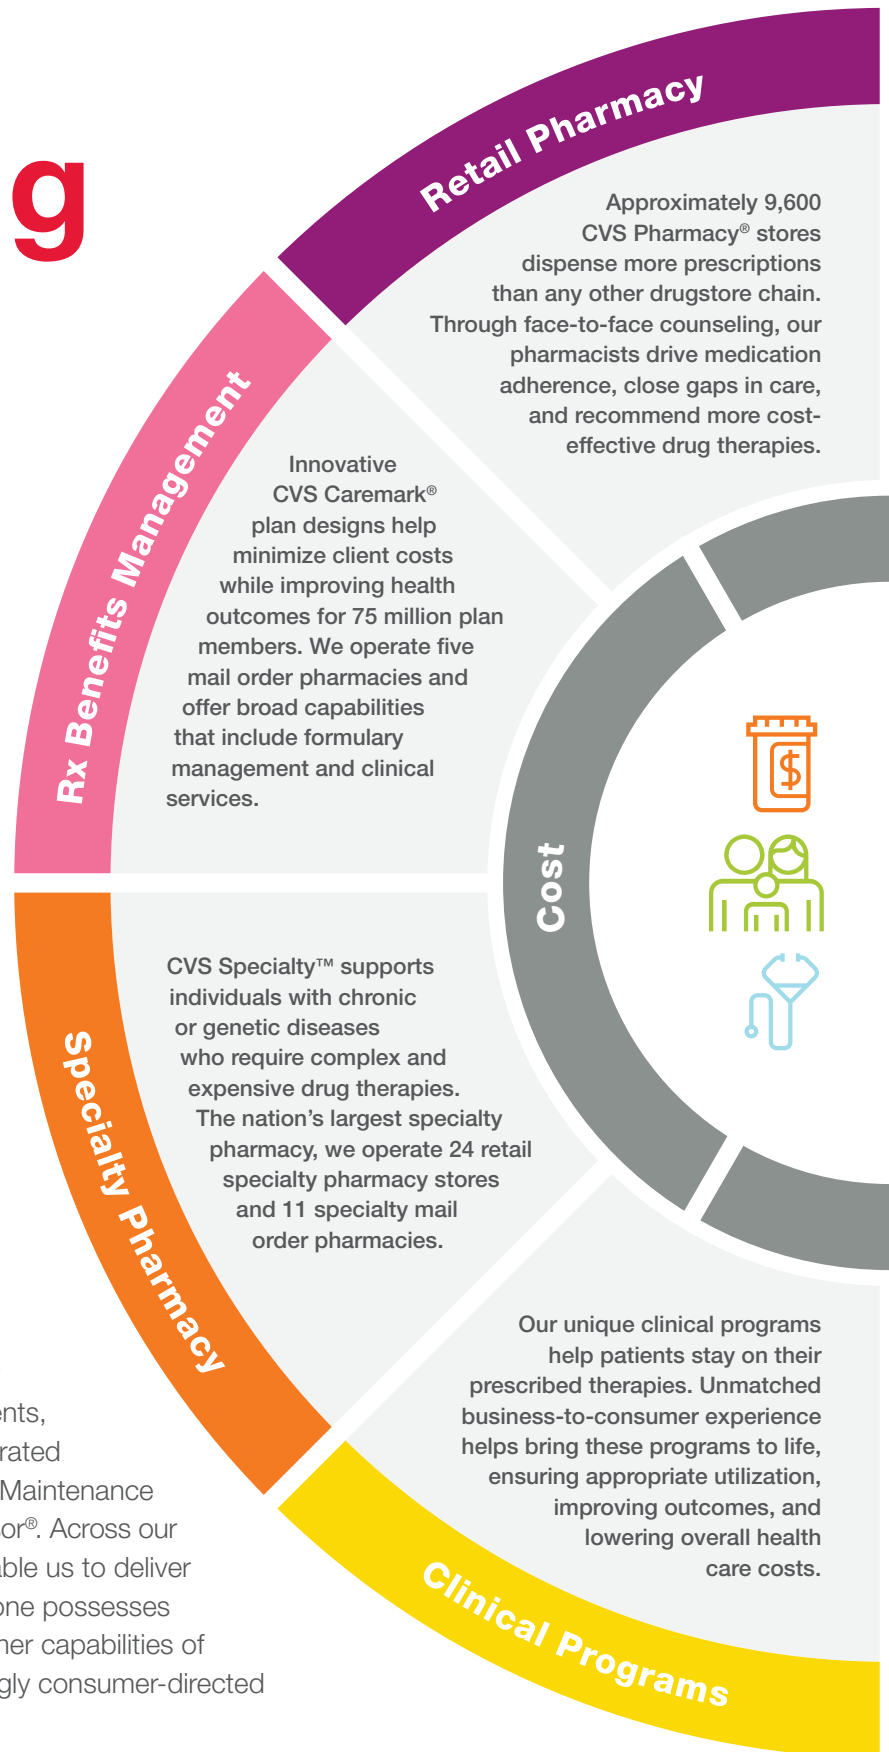 g
Retail Pharmacy
Approximately 9,600
CVS Pharmacy® stores
dispense more prescriptions
than any other drugstore chain.
Through face-to-face counseling, our
pharmacists drive medication
adherence, close gaps in care,
and recommend more cost-
effective drug therapies.
Rx Benefits Management
Innovative
CVS Caremark®
plan designs help
minimize client costs
while improving health
outcomes for 75 million plan
members. We operate five
mail order pharmacies and
offer broad capabilities
that include formulary
management and clinical
services.
Cost
$
Specialty Pharmacy
CVS Specialty™ supports
individuals with chronic
or genetic diseases
who require complex and
expensive drug therapies.
The nation’s largest specialty
pharmacy, we operate 24 retail
specialty pharmacy stores
and 11 specialty mail
order pharmacies.
Clinical Programs
Our unique clinical programs
help patients stay on their
prescribed therapies. Unmatched
business-to-consumer experience
helps bring these programs to life,
ensuring appropriate utilization,
improving outcomes, and
lowering overall health
care costs.
ents,
rated
Maintenance
sor®. Across our
able us to deliver
one possesses
ner capabilities of
gly consumer-directed